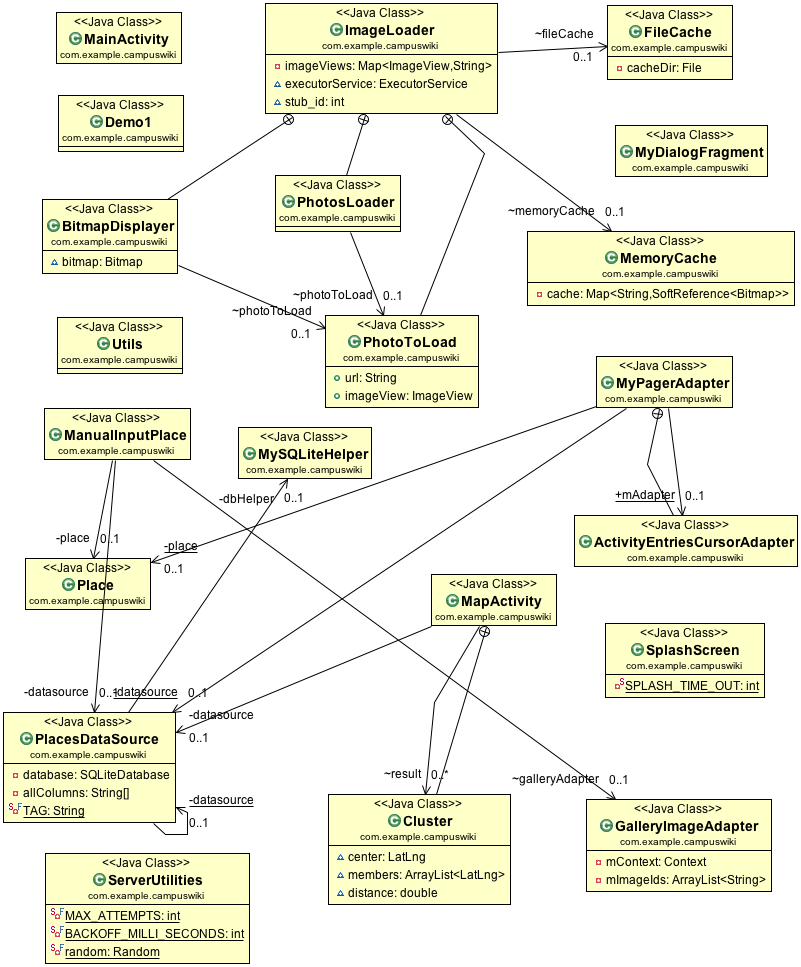 <<Java Class>>
MainActivity
com.example.campuswiki
<<Java Class>>
ImageLoader
com.example.campuswiki
imageViews: Map<ImageView,String>
executorService: ExecutorService
stub_id: int
~fileCache
0..1
<<Java Class>>
FileCache
com.example.campuswiki
cacheDir: File
<<Java Class>>
Demo1
com.example.campuswiki
<<Java Class>>
MyDialogFragment
com.example.campuswiki
<<Java Class>>
BitmapDisplayer
com.example.campuswiki
bitmap: Bitmap
<<Java Class>>
PhotosLoader
com.example.campuswiki
~memoryCache
0..1
<<Java Class>>
MemoryCache
com.example.campuswiki
cache: Map<String,SoftReference<Bitmap>>
~photoToLoad
0..1
~photoToLoad
0..1
<<Java Class>>
Utils
com.example.campuswiki
<<Java Class>>
PhotoToLoad
com.example.campuswiki
url: String
imageView: ImageView
<<Java Class>>
MyPagerAdapter
com.example.campuswiki
<<Java Class>>
ManualInputPlace
com.example.campuswiki
<<Java Class>>
MySQLiteHelper
com.example.campuswiki
-dbHelper
0..1
+mAdapter
0..1
<<Java Class>>
ActivityEntriesCursorAdapter
com.example.campuswiki
-place
0..1
-place
0..1
<<Java Class>>
Place
com.example.campuswiki
<<Java Class>>
MapActivity
com.example.campuswiki
<<Java Class>>
SplashScreen
com.example.campuswiki
S
SPLASH_TIME_OUT: int
-datasource
0..1
-datasource
0..1
-datasource
0..1
<<Java Class>>
PlacesDataSource
com.example.campuswiki
database: SQLiteDatabase
allColumns: String[]
S F
TAG: String
-datasource
0..1
~result
0..*
~galleryAdapter
0..1
<<Java Class>>
Cluster
com.example.campuswiki
center: LatLng
members: ArrayList<LatLng>
distance: double
<<Java Class>>
GalleryImageAdapter
com.example.campuswiki
mContext: Context
mImageIds: ArrayList<String>
<<Java Class>>
ServerUtilities
com.example.campuswiki
S F
MAX_ATTEMPTS: int
S F
BACKOFF_MILLI_SECONDS: int
S F
random: Random